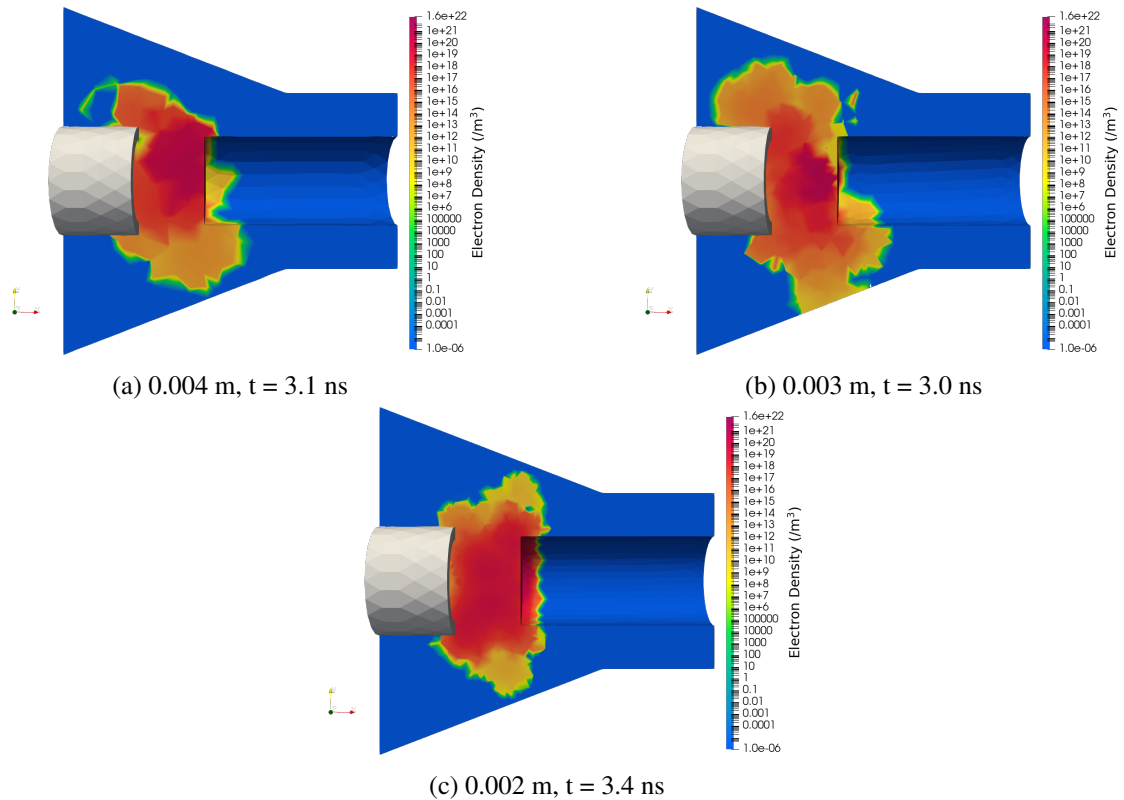 1.6e+22
1e+21
1e+20
1e+19
1e+18
1e+17
1e+16
1e+15
1e+14
1e+13
1e+12
1e+11
1e+10
1e+9
1e+8
1e+7
1e+6
100000
10000
1000
100
10
1
0.1
0.01
0.001
0.0001
1.0e-06
Electron Density (/m³)
(a) 0.004 m, t = 3.1 ns
1.6e+22
1e+21
1e+20
1e+19
1e+18
1e+17
1e+16
1e+15
1e+14
1e+13
1e+12
1e+11
1e+10
1e+9
1e+8
1e+7
1e+6
100000
10000
1000
100
10
1
0.1
0.01
0.001
0.0001
1.0e-06
Electron Density (/m³)
(b) 0.003 m, t = 3.0 ns
1.6e+22
1e+21
1e+20
1e+19
1e+18
1e+17
1e+16
1e+15
1e+14
1e+13
1e+12
1e+11
1e+10
1e+9
1e+8
1e+7
1e+6
100000
10000
1000
100
10
1
0.1
0.01
0.001
0.0001
1.0e-06
Electron Density (/m³)
(c) 0.002 m, t = 3.4 ns